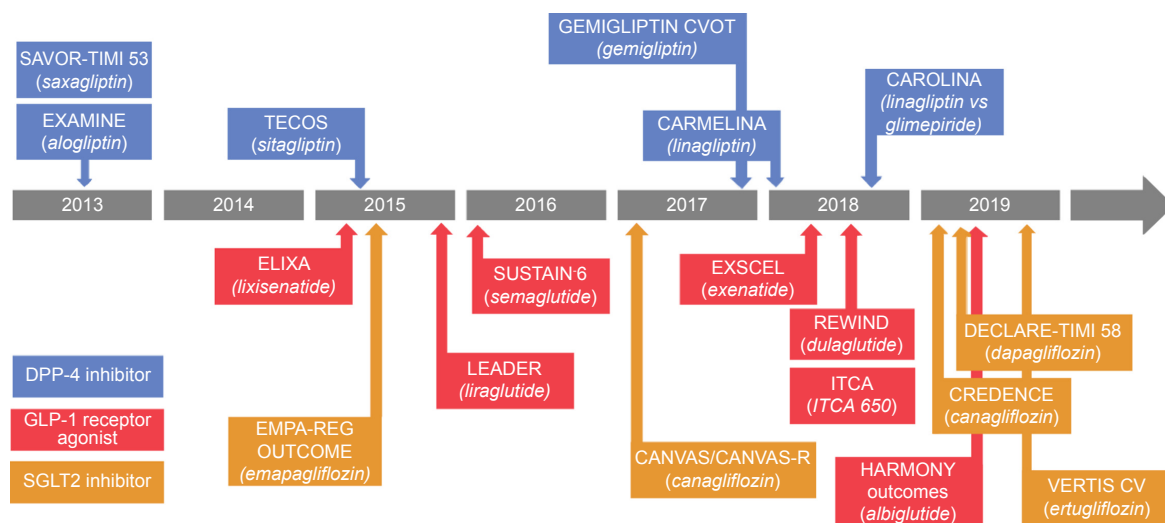 SAVOR-TIMI 53
(saxagliptin)
EXAMINE
(alogliptin)
TECOS
(sitagliptin)
GEMIGLIPTIN CVOT
(gemigliptin)
CARMELINA
(linagliptin)
CAROLINA
(linagliptin vs
glimepiride)
2013
2014
2015
2016
2017
2018
2019
ELIXA
(lixisenatide)
SUSTAIN-6
(semaglutide)
LEADER
(liraglutide)
EMPA-REG
OUTCOME
(emapagliflozin)
CANVAS/CANVAS-R
(canagliflozin)
EXSCEL
(exenatide)
REWIND
(dulaglutide)
ITCA
(ITCA 650)
HARMONY
outcomes
(albiglutide)
DECLARE-TIMI 58
(dapagliflozin)
CREDENCE
(canagliflozin)
VERTIS CV
(ertugliflozin)
DPP-4 inhibitor
GLP-1 receptor
agonist
SGLT2 inhibitor